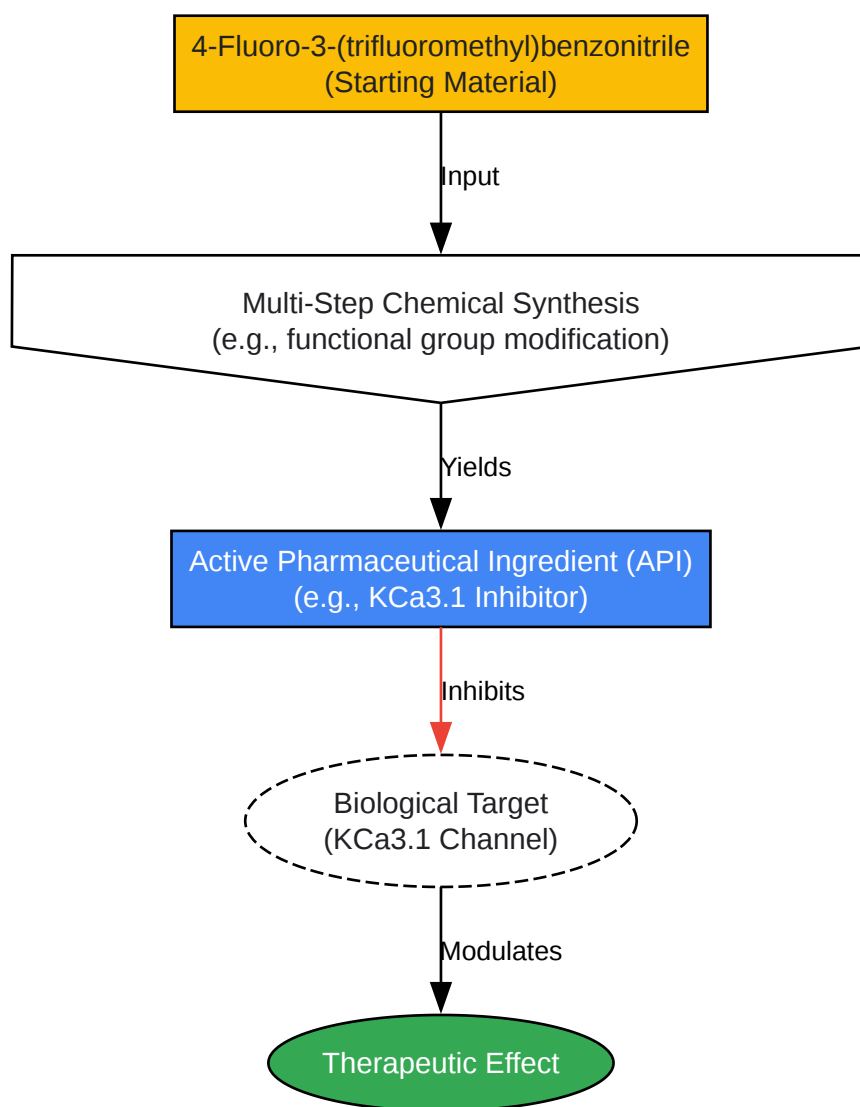 4-Fluoro-3-(trifluoromethyl)benzonitrile
(Starting Material)
Input
Multi-Step Chemical Synthesis
(e.g., functional group modification)
Yields
Active Pharmaceutical Ingredient (API)
(e.g., KCa3.1 Inhibitor)
Inhibits
Biological Target
(KCa3.1 Channel)
Modulates
Therapeutic Effect